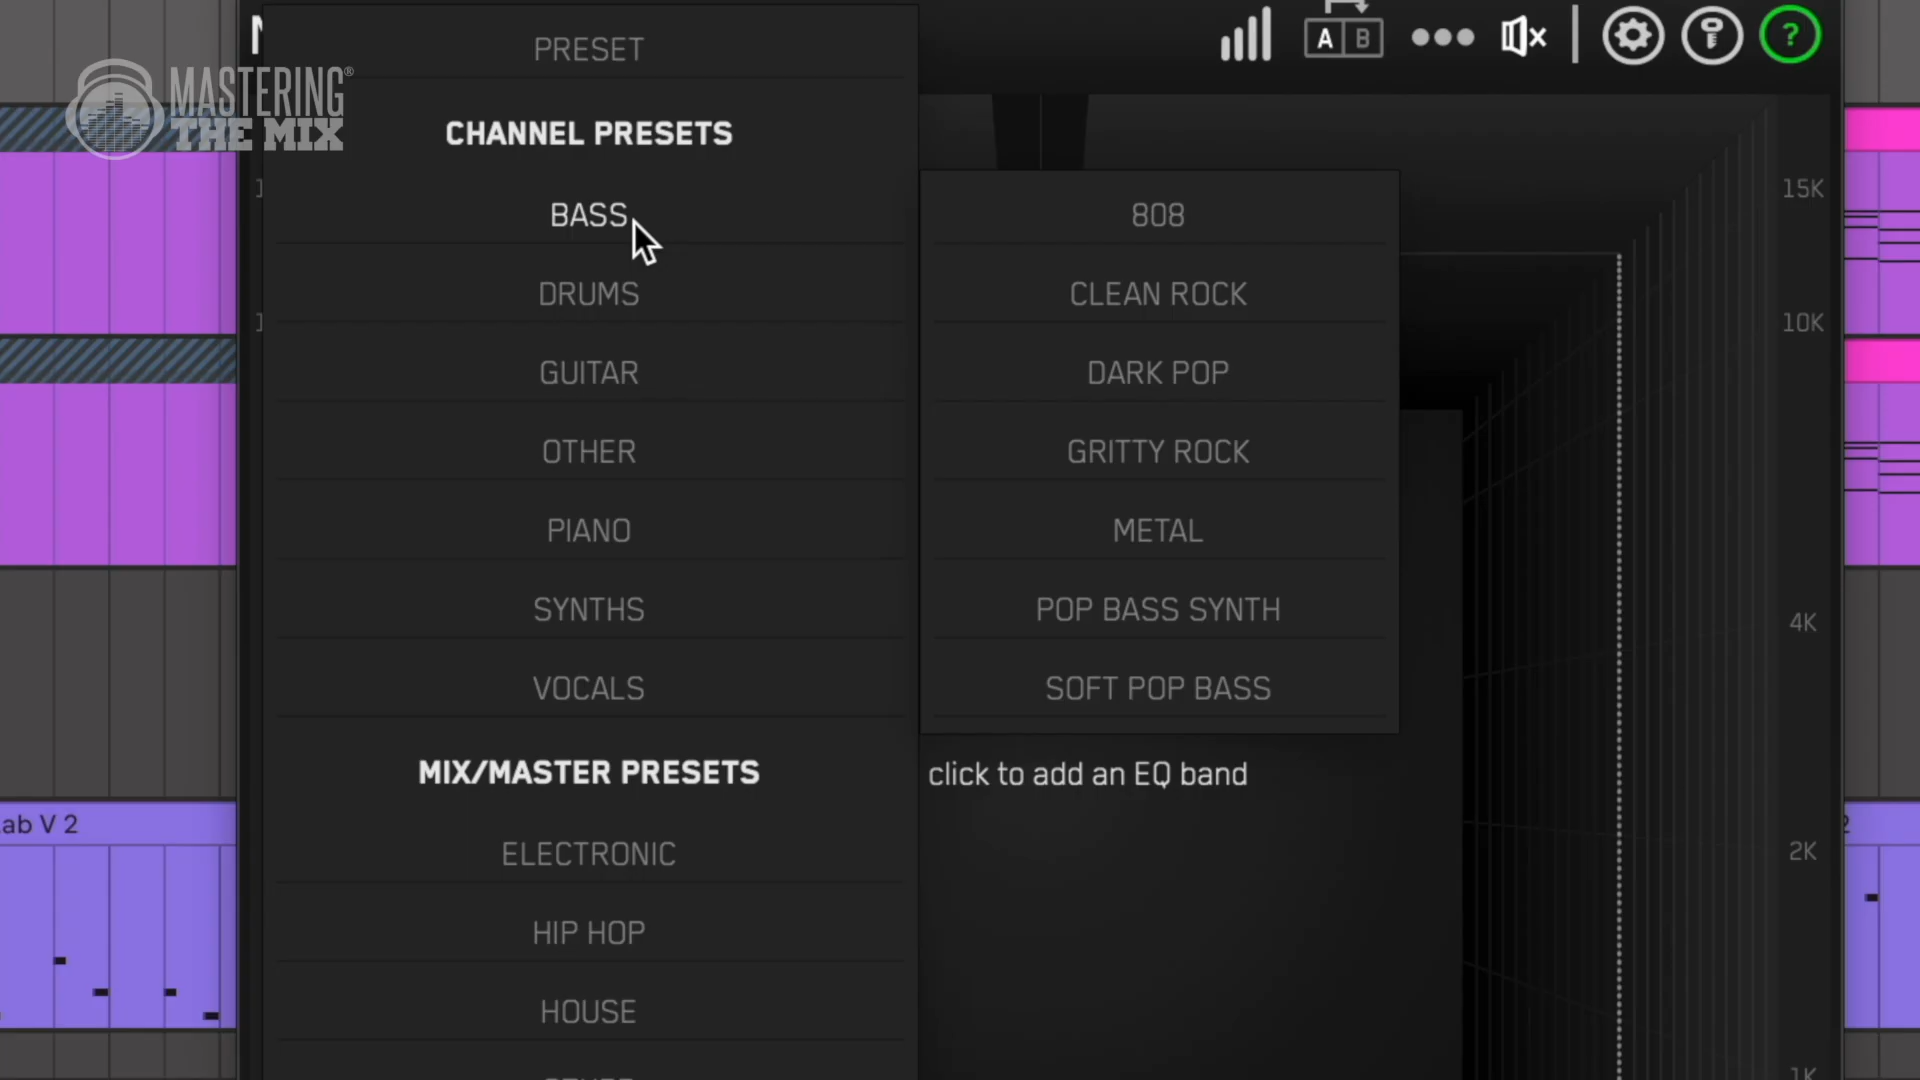 PRESET
A B
?
MASTERING®
THE MIX
CHANNEL PRESETS
BASS
DRUMS
GUITAR
OTHER
PIANO
SYNTHS
VOCALS
808
CLEAN ROCK
DARK POP
GRITTY ROCK
METAL
POP BASS SYNTH
SOFT POP BASS
MIX/MASTER PRESETS
click to add an EQ band
ELECTRONIC
HIP HOP
HOUSE
ab V 2
15K
10K
4K
2K
1K